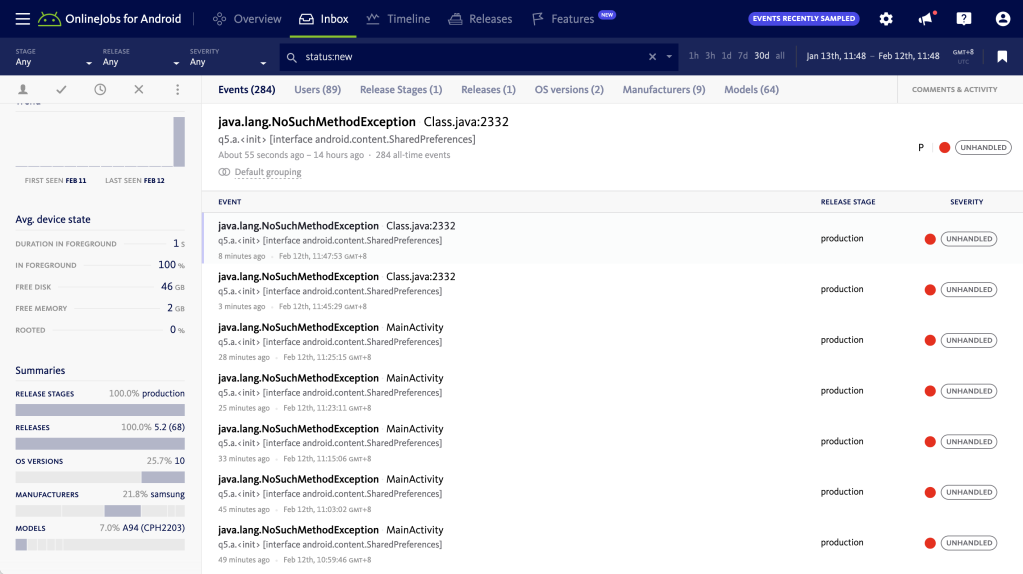 OnlineJobs for Android
Overview
Inbox
Timeline
Releases
Features NEW
EVENTS RECENTLY SAMPLED
STAGE
Any
RELEASE
Any
SEVERITY
Any
status:new
1h 3h 1d 7d 30d all
Jan 13th, 11:48 – Feb 12th, 11:48
GMT+8
UTC
Events (284) Users (89) Release Stages (1) Releases (1) OS versions (2) Manufacturers (9) Models (64)
COMMENTS & ACTIVITY
FIRST SEEN FEB 11 LAST SEEN FEB 12
Avg. device state
DURATION IN FOREGROUND 1 S
IN FOREGROUND 100 %
FREE DISK 46 GB
FREE MEMORY 2 GB
ROOTED 0 %
Summaries
RELEASE STAGES 100.0% production
RELEASES 100.0% 5.2 (68)
OS VERSIONS 25.7% 10
MANUFACTURERS 21.8% samsung
MODELS 7.0% A94 (CPH2203)
java.lang.NoSuchMethodException Class.java:2332
q5.a.<init> [interface android.content.SharedPreferences]
About 55 seconds ago – 14 hours ago · 284 all-time events
Default grouping
P UNHANDLED
EVENT RELEASE STAGE SEVERITY
java.lang.NoSuchMethodException Class.java:2332
q5.a.<init> [interface android.content.SharedPreferences]
8 minutes ago · Feb 12th, 11:47:53 GMT+8
production UNHANDLED
java.lang.NoSuchMethodException Class.java:2332
q5.a.<init> [interface android.content.SharedPreferences]
3 minutes ago · Feb 12th, 11:45:29 GMT+8
production UNHANDLED
java.lang.NoSuchMethodException MainActivity
q5.a.<init> [interface android.content.SharedPreferences]
28 minutes ago · Feb 12th, 11:25:15 GMT+8
production UNHANDLED
java.lang.NoSuchMethodException MainActivity
q5.a.<init> [interface android.content.SharedPreferences]
25 minutes ago · Feb 12th, 11:23:11 GMT+8
production UNHANDLED
java.lang.NoSuchMethodException MainActivity
q5.a.<init> [interface android.content.SharedPreferences]
33 minutes ago · Feb 12th, 11:15:06 GMT+8
production UNHANDLED
java.lang.NoSuchMethodException MainActivity
q5.a.<init> [interface android.content.SharedPreferences]
45 minutes ago · Feb 12th, 11:03:02 GMT+8
production UNHANDLED
java.lang.NoSuchMethodException MainActivity
q5.a.<init> [interface android.content.SharedPreferences]
49 minutes ago · Feb 12th, 10:59:46 GMT+8
production UNHANDLED